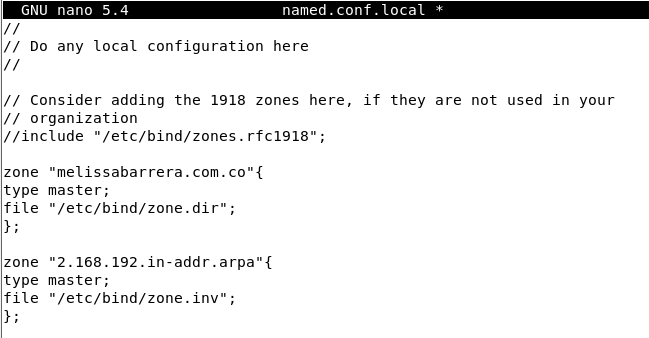 GNU nano 5.4 named.conf.local *
//
// Do any local configuration here
//
// Consider adding the 1918 zones here, if they are not used in your
// organization
//include "/etc/bind/zones.rfc1918";
zone "melissabarrera.com.co"{
type master;
file "/etc/bind/zone.dir";
};
zone "2.168.192.in-addr.arpa"{
type master;
file "/etc/bind/zone.inv";
};